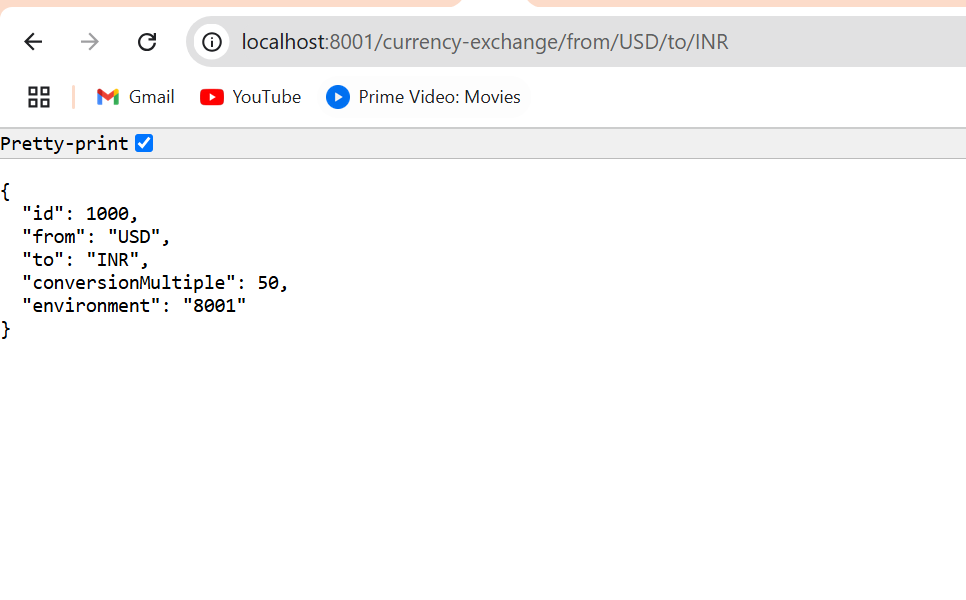 localhost:8001/currency-exchange/from/USD/to/INR
Gmail YouTube Prime Video: Movies
Pretty-print
{
  "id": 1000,
  "from": "USD",
  "to": "INR",
  "conversionMultiple": 50,
  "environment": "8001"
}